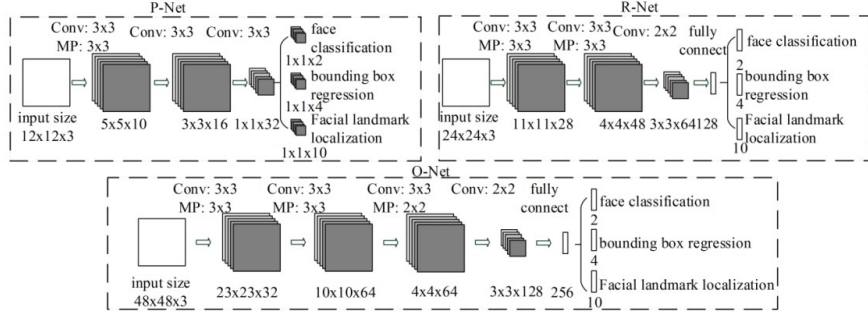 P-Net
Conv: 3x3 Conv: 3x3 Conv: 3x3
MP: 3x3
face
classification
1x1x2
bounding box
regression
1x1x4
Facial landmark
localization
1x1x10
input size
12x12x3
5x5x10
3x3x16
1x1x32
R-Net
Conv: 3x3 Conv: 3x3 Conv: 2x2 fully
MP: 3x3 MP: 3x3 connect
face classification
2
bounding box
regression
4
Facial landmark
localization
10
input size
24x24x3
11x11x28
4x4x48
3x3x64
128
O-Net
Conv: 3x3 Conv: 3x3 Conv: 3x3 Conv: 2x2 fully
MP: 3x3 MP: 3x3 MP: 2x2 connect
face classification
2
bounding box regression
4
Facial landmark localization
10
input size
48x48x3
23x23x32
10x10x64
4x4x64
3x3x128
256